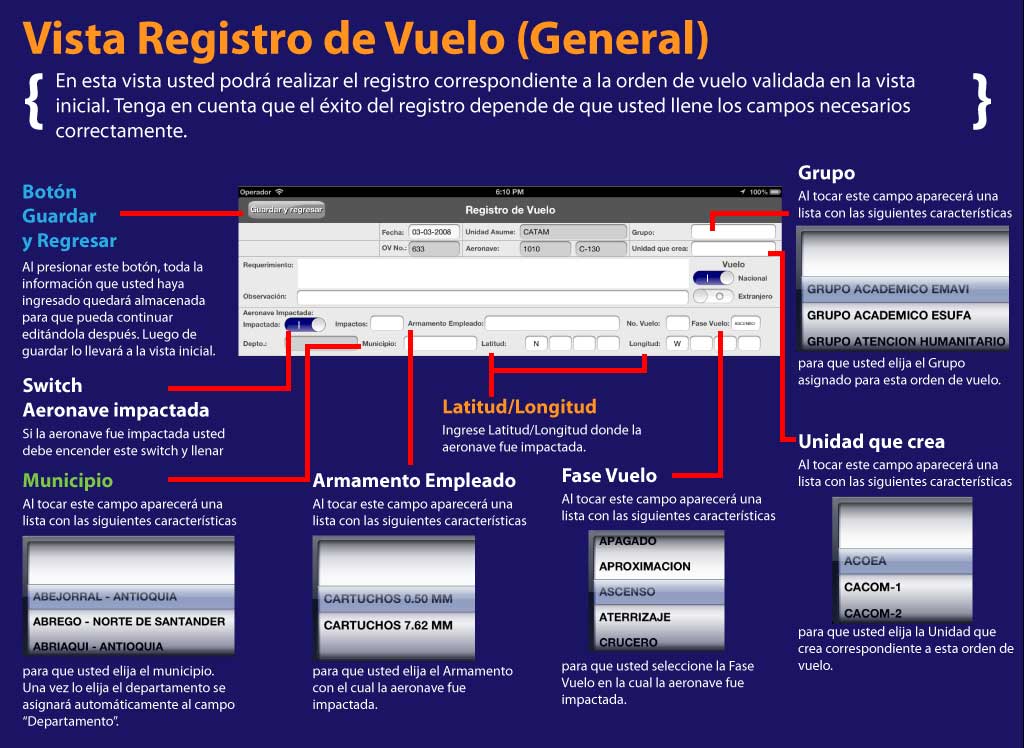 Vista Registro de Vuelo (General)
{ En esta vista usted podrá realizar el registro correspondiente a la orden de vuelo validada en la vista }
inicial. Tenga en cuenta que el éxito del registro depende de que usted llene los campos necesarios
correctamente.
Botón
Guardar
y Regresar
Al presionar este botón, toda la
información que usted haya
ingresado quedará almacenada
para que pueda continuar
editándola después. Luego de
guardar lo llevará a la vista inicial.
Operador 6:10 PM 100%
Guardar y regresar Registro de Vuelo
Fecha: 03-03-2008 Unidad Asume: CATAM Grupo:
OV No.: 633 Aeronave: 1010 C-130 Unidad que crea:
Requerimiento: Vuelo
Nacional
Observación: Extranjero
Aeronave Impactada:
Impactada: Impactos: Armamento Empleado: No. Vuelo: Fase Vuelo: ASCENSO
Depto.: Municipio: Latitud: N Longitud: W
Grupo
Al tocar este campo aparecerá una
lista con las siguientes características
GRUPO ACADEMICO EMAVI
GRUPO ACADEMICO ESUFA
GRUPO ATENCION HUMANITARIO
para que usted elija el Grupo
asignado para esta orden de vuelo.
Switch
Aeronave impactada
Si la aeronave fue impactada usted
debe encender este switch y llenar
Latitud/Longitud
Ingrese Latitud/Longitud donde la
aeronave fue impactada.
Municipio
Al tocar este campo aparecerá una
lista con las siguientes características
ABEJORRAL - ANTIOQUIA
ABREGO - NORTE DE SANTANDER
ABRIAQUI - ANTIOQUIA
para que usted elija el municipio.
Una vez lo elija el departamento se
asignará automáticamente al campo
“Departamento”.
Armamento Empleado
Al tocar este campo aparecerá una
lista con las siguientes características
CARTUCHOS 0.50 MM
CARTUCHOS 7.62 MM
para que usted elija el Armamento
con el cual la aeronave fue
impactada.
Fase Vuelo
Al tocar este campo aparecerá una
lista con las siguientes características
APAGADO
APROXIMACION
ASCENSO
ATERRIZAJE
CRUCERO
para que usted seleccione la Fase
Vuelo en la cual la aeronave fue
impactada.
Unidad que crea
Al tocar este campo aparecerá una
lista con las siguientes características
ACOEA
CACOM-1
CACOM-2
para que usted elija la Unidad que
crea correspondiente a esta orden de
vuelo.